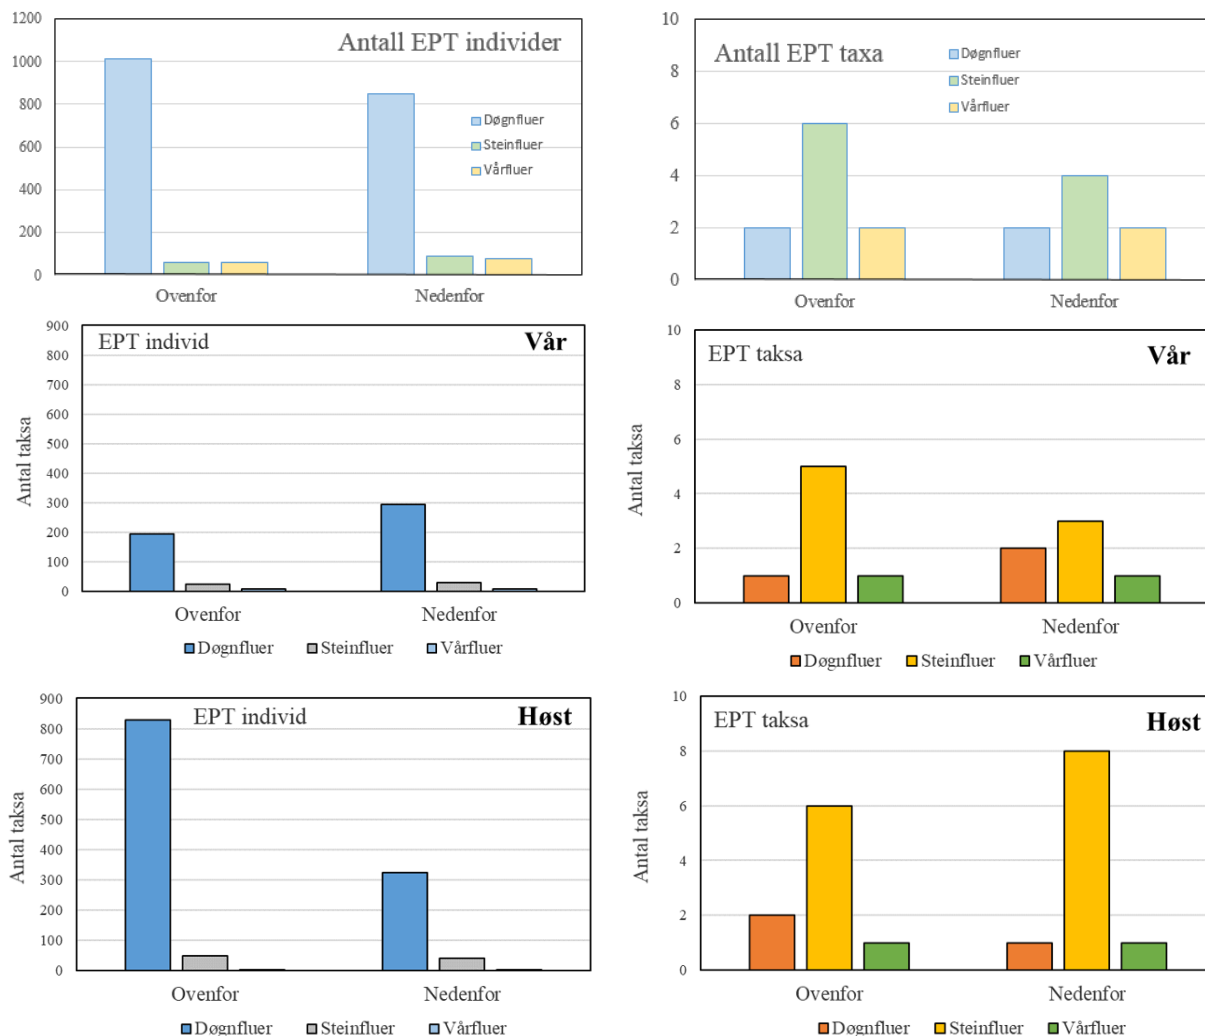 Antall EPT individer
1200
1000
800
600
400
200
0
Døgnfluer
Steinfluer
Vårfluer
Ovenfor Nedenfor
Antall EPT taxa
10
8
6
4
2
0
Døgnfluer
Steinfluer
Vårfluer
Ovenfor Nedenfor
EPT individ Vår
Antal taksa
900
800
700
600
500
400
300
200
100
0
Ovenfor Nedenfor
Døgnfluer Steinfluer Vårfluer
EPT taksa Vår
Antal taksa
10
8
6
4
2
0
Ovenfor Nedenfor
Døgnfluer Steinfluer Vårfluer
EPT individ Høst
Antal taksa
900
800
700
600
500
400
300
200
100
0
Ovenfor Nedenfor
Døgnfluer Steinfluer Vårfluer
EPT taksa Høst
Antal taksa
10
8
6
4
2
0
Ovenfor Nedenfor
Døgnfluer Steinfluer Vårfluer